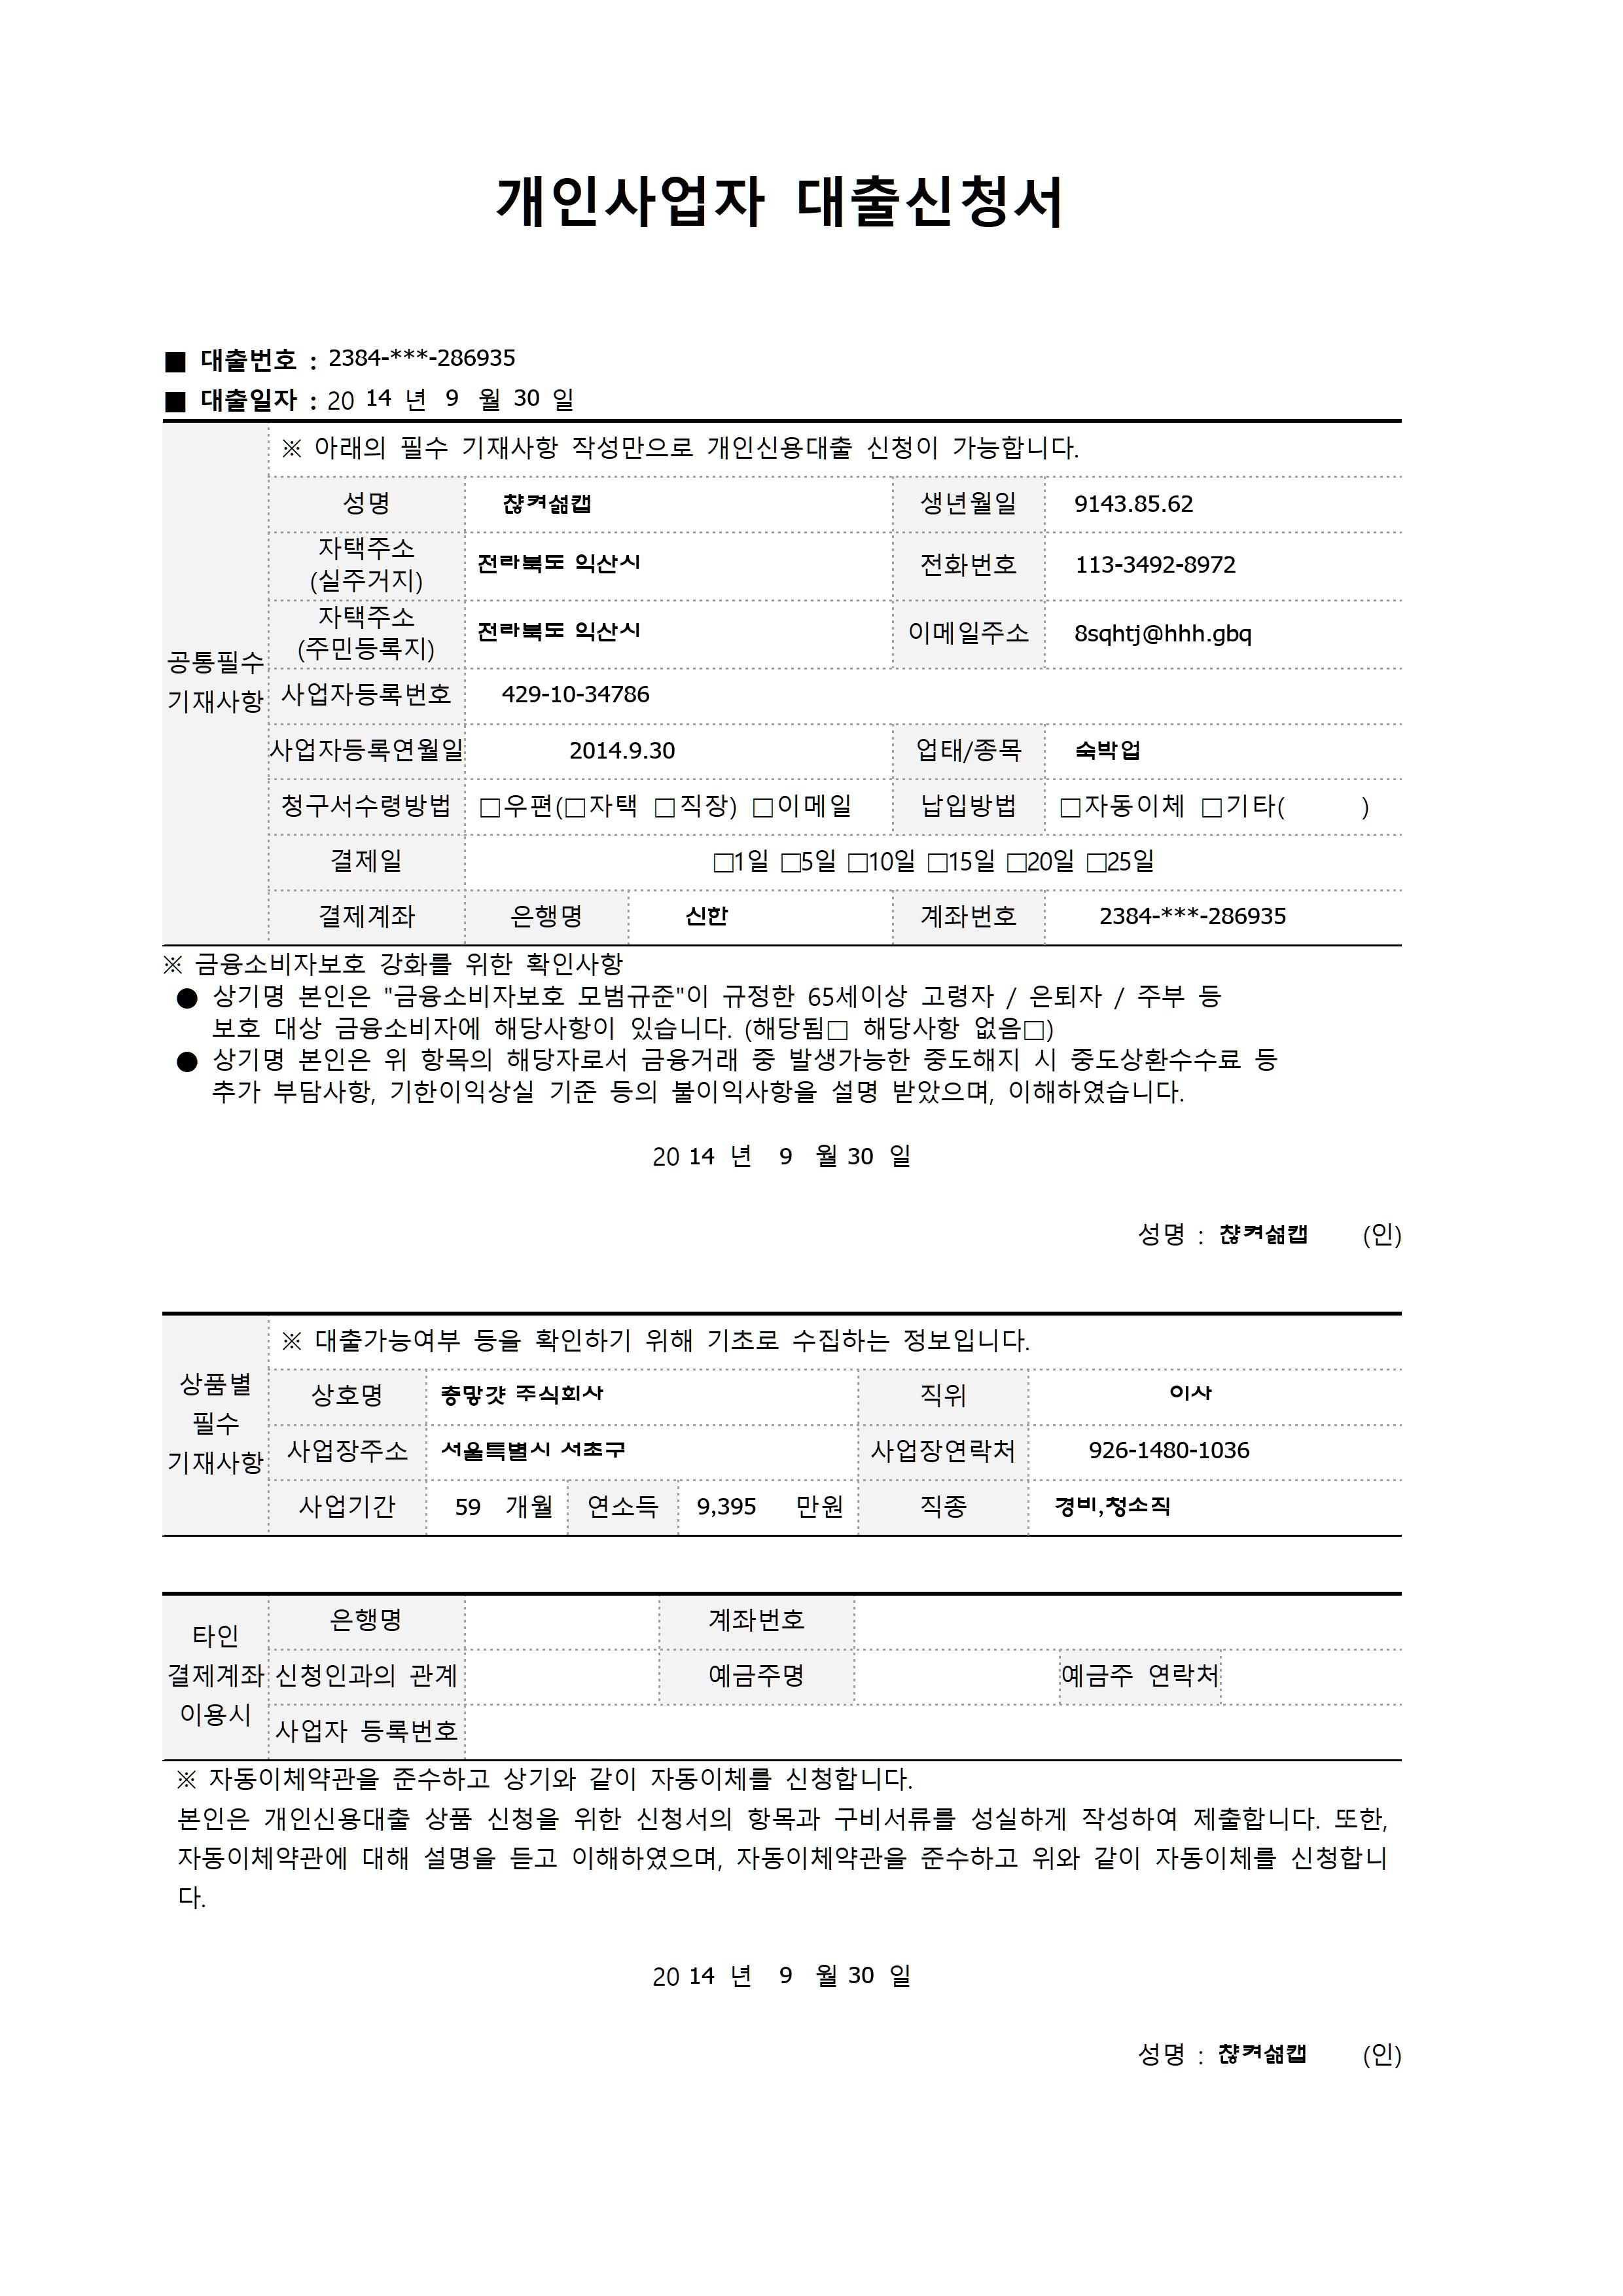 개인사업자 대출신청서
■ 대출번호 : 2384-***-286935
■ 대출일자 : 20 14 년 9 월 30 일
※ 아래의 필수 기재사항 작성만으로 개인신용대출 신청이 가능합니다.
공통필수
기재사항
성명 챦켜섦캡 생년월일 9143.85.62
자택주소
(실주거지) 전라북도 익산시 전화번호 113-3492-8972
자택주소
(주민등록지) 전라북도 익산시 이메일주소 8sqhtj@hhh.gbq
사업자등록번호 429-10-34786
사업자등록연월일 2014.9.30 업태/종목 숙박업
청구서수령방법 □우편(□자택 □직장) □이메일 납입방법 □자동이체 □기타( )
결제일 □1일 □5일 □10일 □15일 □20일 □25일
결제계좌 은행명 신한 계좌번호 2384-***-286935
※ 금융소비자보호 강화를 위한 확인사항
● 상기명 본인은 "금융소비자보호 모범규준"이 규정한 65세이상 고령자 / 은퇴자 / 주부 등
보호 대상 금융소비자에 해당사항이 있습니다. (해당됨□ 해당사항 없음□)
● 상기명 본인은 위 항목의 해당자로서 금융거래 중 발생가능한 중도해지 시 중도상환수수료 등
추가 부담사항, 기한이익상실 기준 등의 불이익사항을 설명 받았으며, 이해하였습니다.
20 14 년 9 월 30 일
성명 : 챦켜섦캡 (인)
※ 대출가능여부 등을 확인하기 위해 기초로 수집하는 정보입니다.
상품별
필수
기재사항
상호명 충맣걋 주식회사 직위 이사
사업장주소 서울특별시 서초구 사업장연락처 926-1480-1036
사업기간 59 개월 연소득 9,395 만원 직종 경비,청소직
타인
결제계좌
이용시
은행명 계좌번호
신청인과의 관계 예금주명 예금주 연락처
사업자 등록번호
※ 자동이체약관을 준수하고 상기와 같이 자동이체를 신청합니다.
본인은 개인신용대출 상품 신청을 위한 신청서의 항목과 구비서류를 성실하게 작성하여 제출합니다. 또한,
자동이체약관에 대해 설명을 듣고 이해하였으며, 자동이체약관을 준수하고 위와 같이 자동이체를 신청합니
다.
20 14 년 9 월 30 일
성명 : 챦켜섦캡 (인)